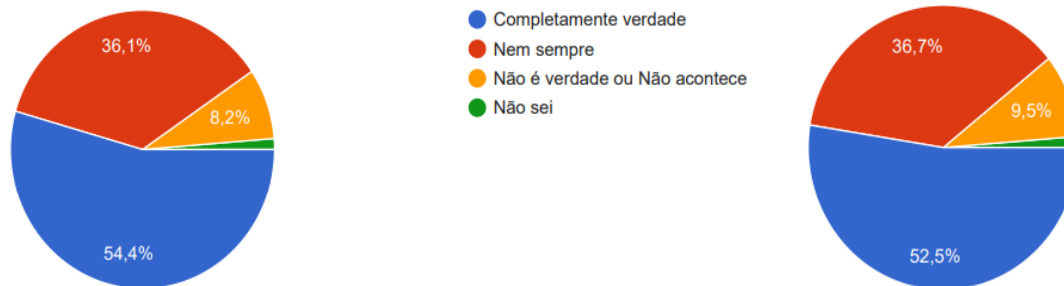 36,1%
8,2%
54,4%
Completamente verdade
Nem sempre
Não é verdade ou Não acontece
Não sei
36,7%
9,5%
52,5%